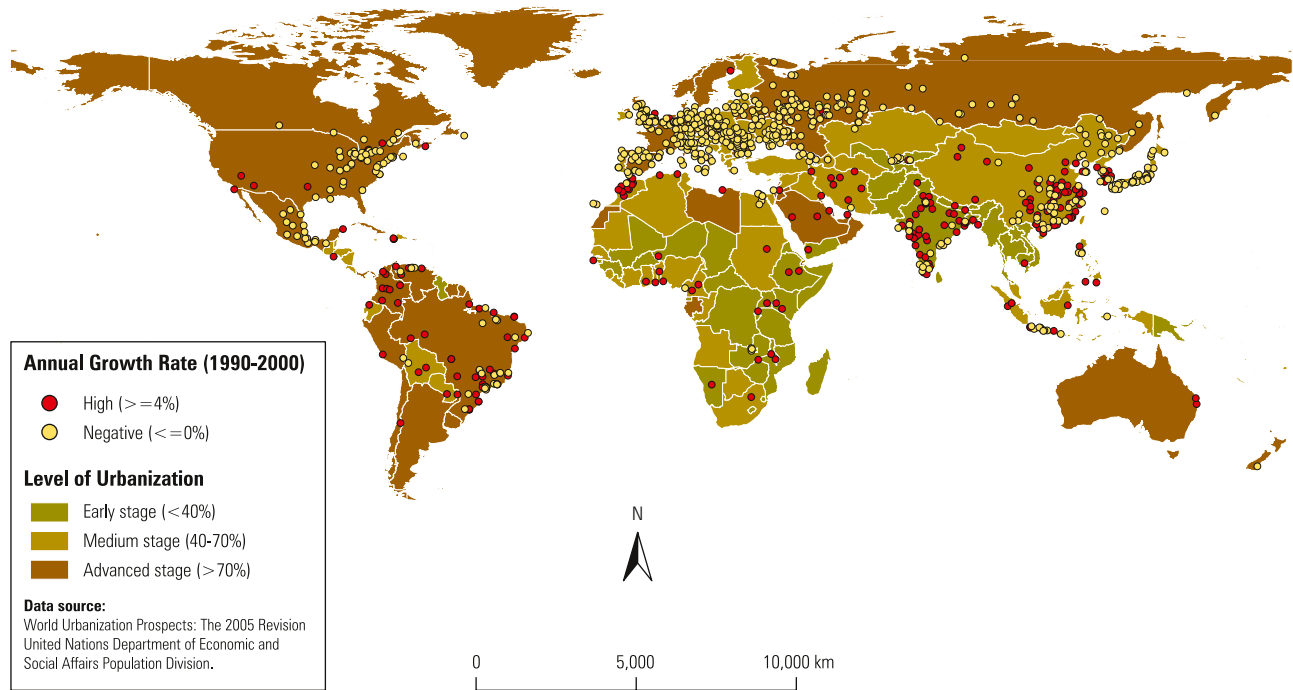 Annual Growth Rate (1990-2000)
High (>=4%)
Negative (<=0%)
Level of Urbanization
Early stage (<40%)
Medium stage (40-70%)
Advanced stage (>70%)
Data source:
World Urbanization Prospects: The 2005 Revision
United Nations Department of Economic and
Social Affairs Population Division.
N
0 5,000 10,000 km